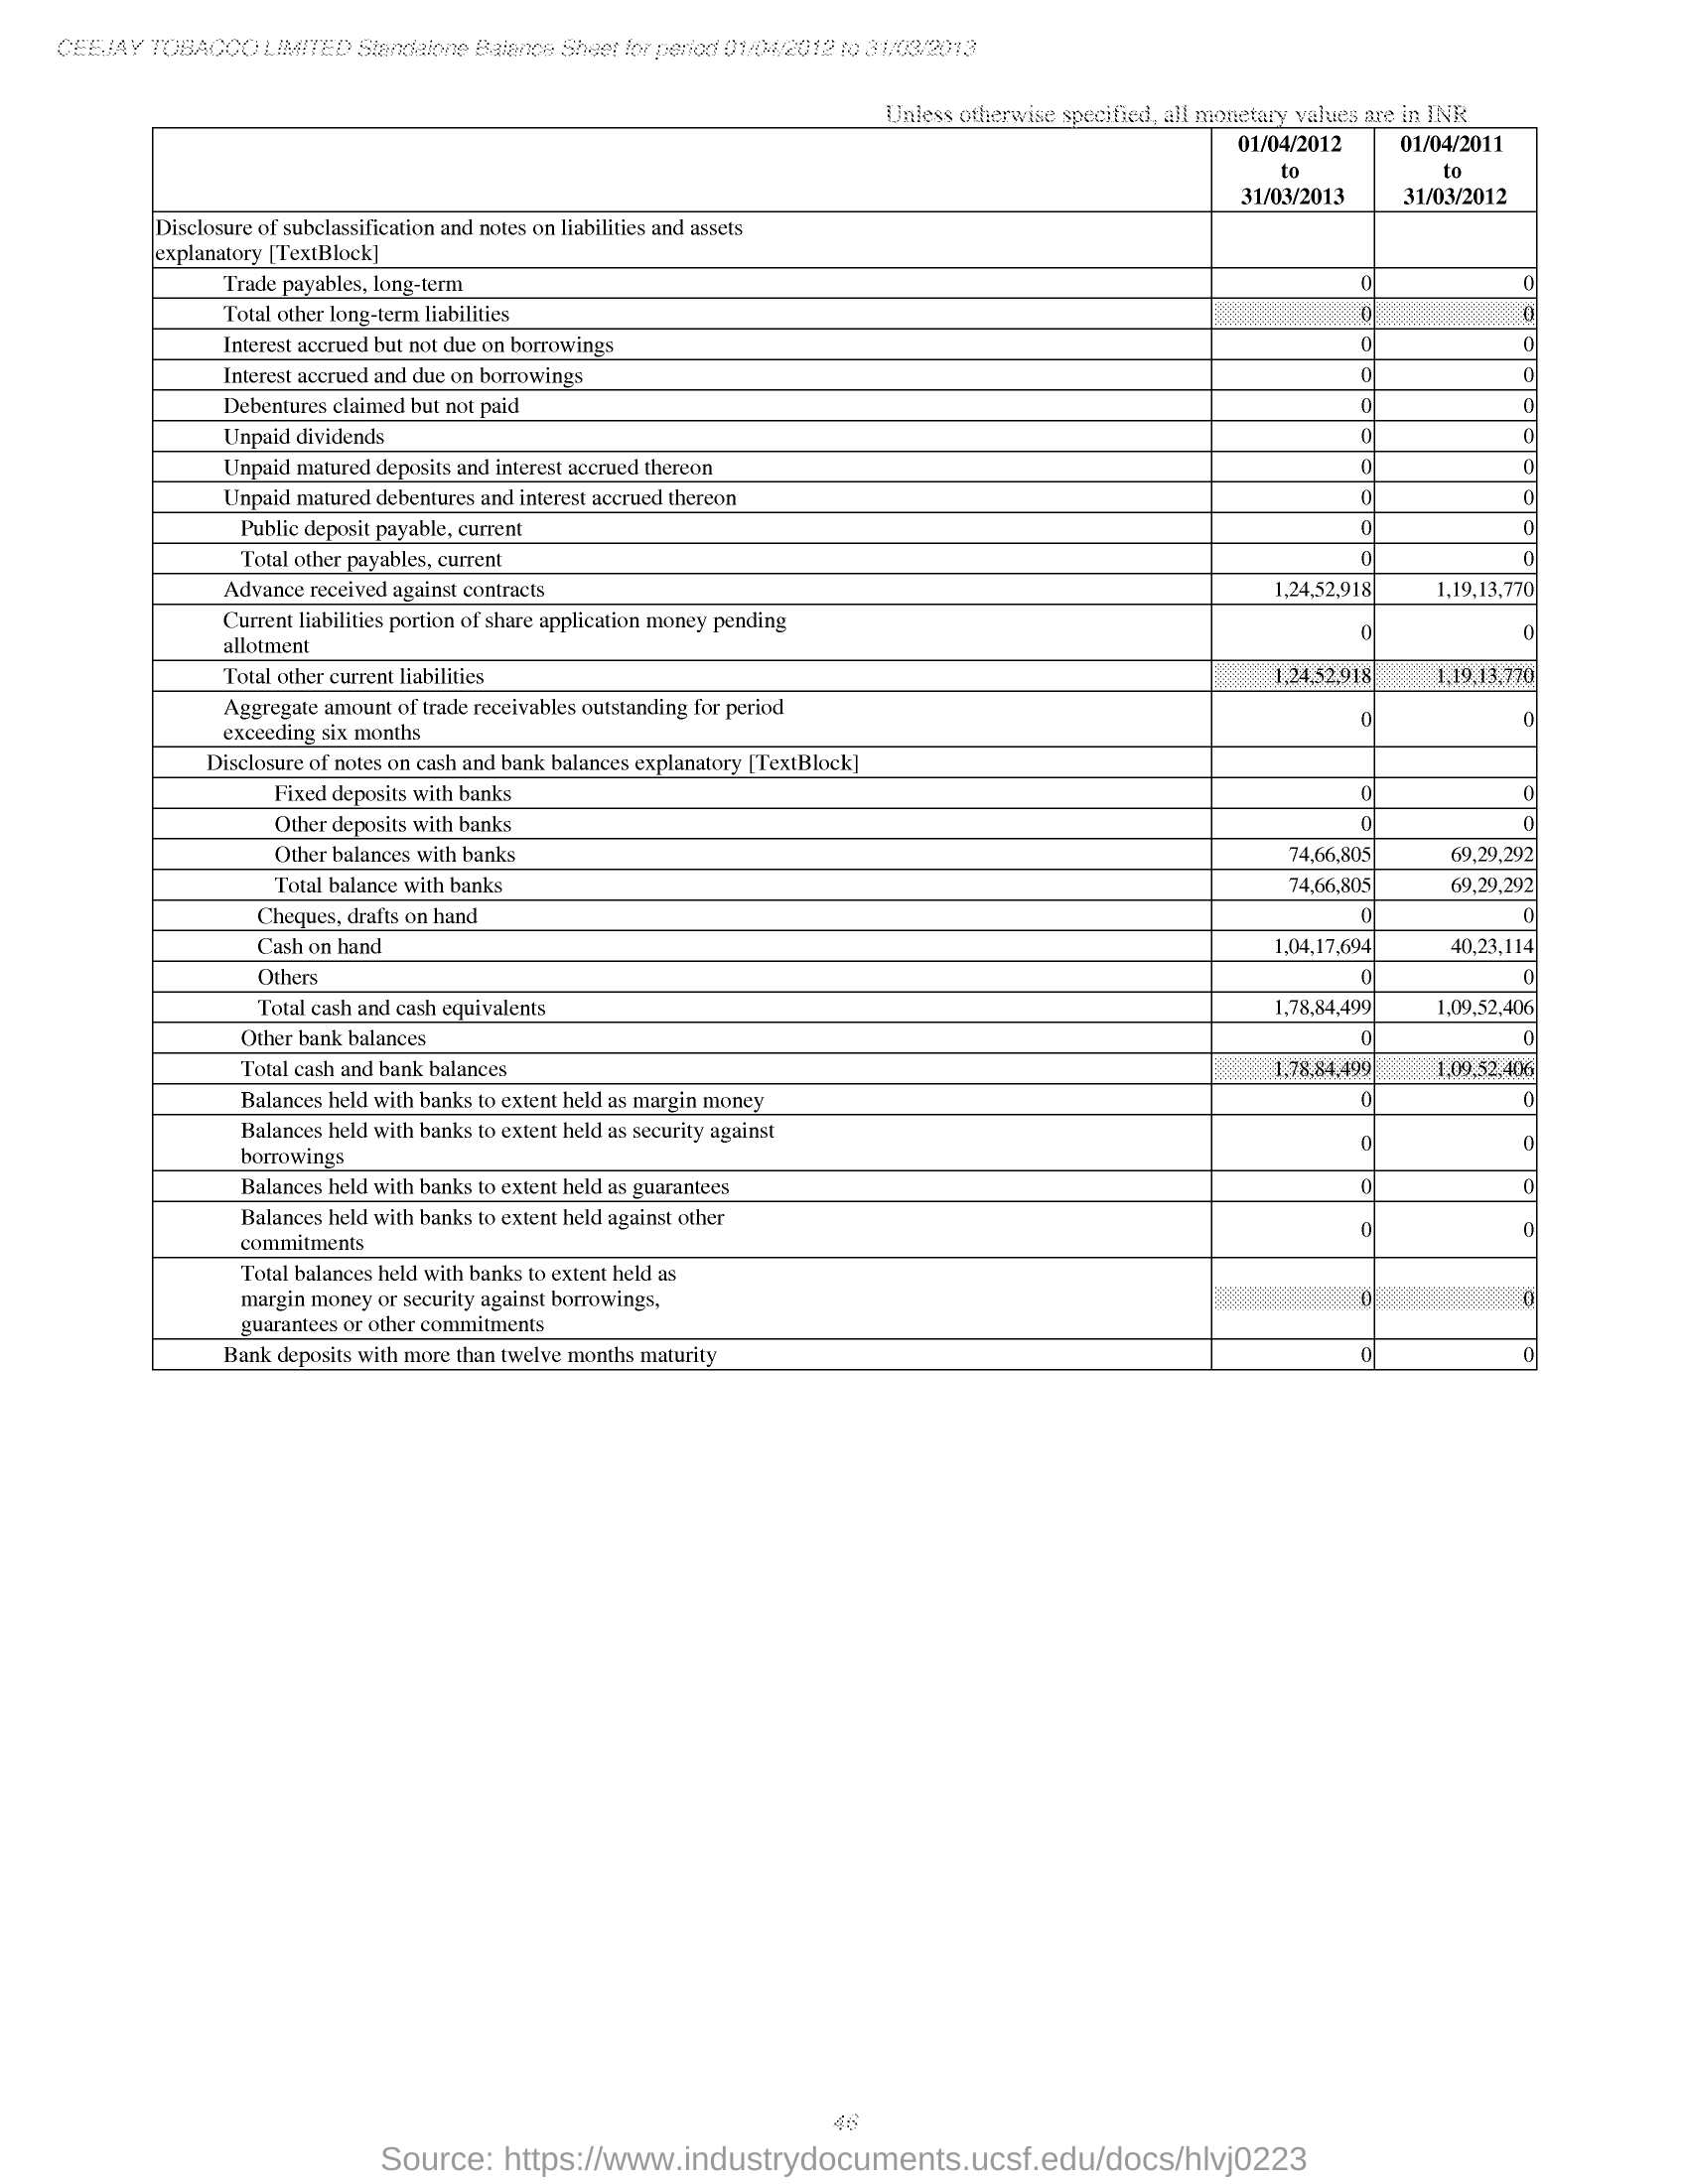 CEEJAY TOBACCO LIMITED Standalone Balance Sheet for period 01/04/2012 to 31/03/2013
Unless otherwise specified, all monetary values are in INR
01/04/2012 to 31/03/2013 01/04/2011 to 31/03/2012
Disclosure of subclassification and notes on liabilities and assets
explanatory [TextBlock]
Trade payables, long-term 0 0
Total other long-term liabilities 0 0
Interest accrued but not due on borrowings 0 0
Interest accrued and due on borrowings 0 0
Debentures claimed but not paid 0 0
Unpaid dividends 0 0
Unpaid matured deposits and interest accrued thereon 0 0
Unpaid matured debentures and interest accrued thereon 0 0
Public deposit payable, current 0 0
Total other payables, current 0 0
Advance received against contracts 1,24,52,918 1,19,13,770
Current liabilities portion of share application money pending
allotment 0 0
Total other current liabilities 1,24,52,918 1,19,13,770
Aggregate amount of trade receivables outstanding for period
exceeding six months 0 0
Disclosure of notes on cash and bank balances explanatory [TextBlock]
Fixed deposits with banks 0 0
Other deposits with banks 0 0
Other balances with banks 74,66,805 69,29,292
Total balance with banks 74,66,805 69,29,292
Cheques, drafts on hand 0 0
Cash on hand 1,04,17,694 40,23,114
Others 0 0
Total cash and cash equivalents 1,78,84,499 1,09,52,406
Other bank balances 0 0
Total cash and bank balances 1,78,84,499 1,09,52,406
Balances held with banks to extent held as margin money 0 0
Balances held with banks to extent held as security against
borrowings 0 0
Balances held with banks to extent held as guarantees 0 0
Balances held with banks to extent held against other
commitments 0 0
Total balances held with banks to extent held as
margin money or security against borrowings,
guarantees or other commitments 0 0
Bank deposits with more than twelve months maturity 0 0
46
Source: https://www.industrydocuments.ucsf.edu/docs/hlvj0223